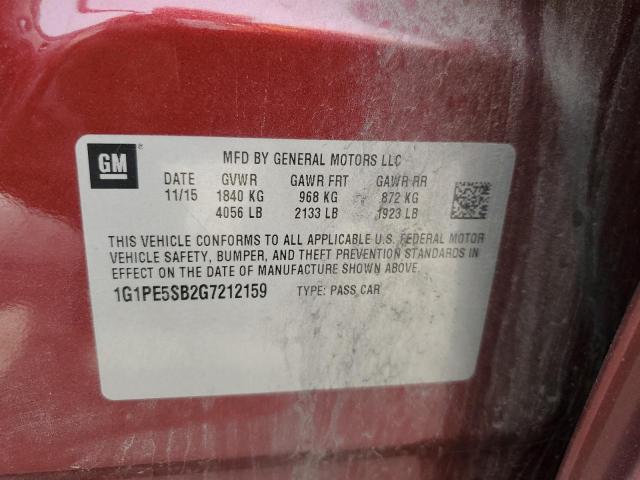 GM
MFD BY GENERAL MOTORS LLC
DATE GVWR GAWR FRT GAWR RR
11/15 1840 KG 968 KG 872 KG
4056 LB 2133 LB 1923 LB
THIS VEHICLE CONFORMS TO ALL APPLICABLE U.S. FEDERAL MOTOR
VEHICLE SAFETY, BUMPER, AND THEFT PREVENTION STANDARDS IN
EFFECT ON THE DATE OF MANUFACTURE SHOWN ABOVE.
1G1PE5SB2G7212159 TYPE: PASS CAR